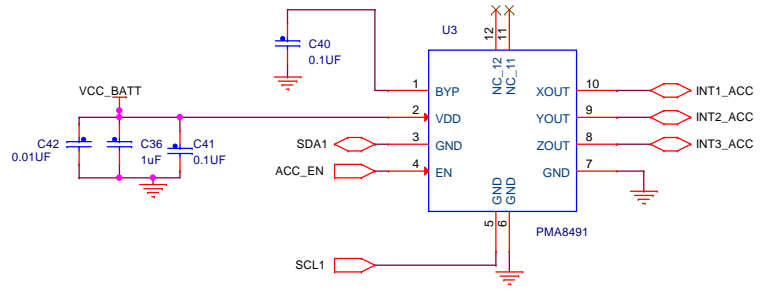 U3
C40
0.1UF
12
11
NC_12
NC_11
VCC_BATT
1
BYP
XOUT
10
INT1_ACC
2
VDD
YOUT
9
INT2_ACC
C42
0.01UF
C36
1uF
C41
0.1UF
SDA1
3
GND
ZOUT
8
INT3_ACC
ACC_EN
4
EN
GND
7
GND
GND
5
6
PMA8491
SCL1